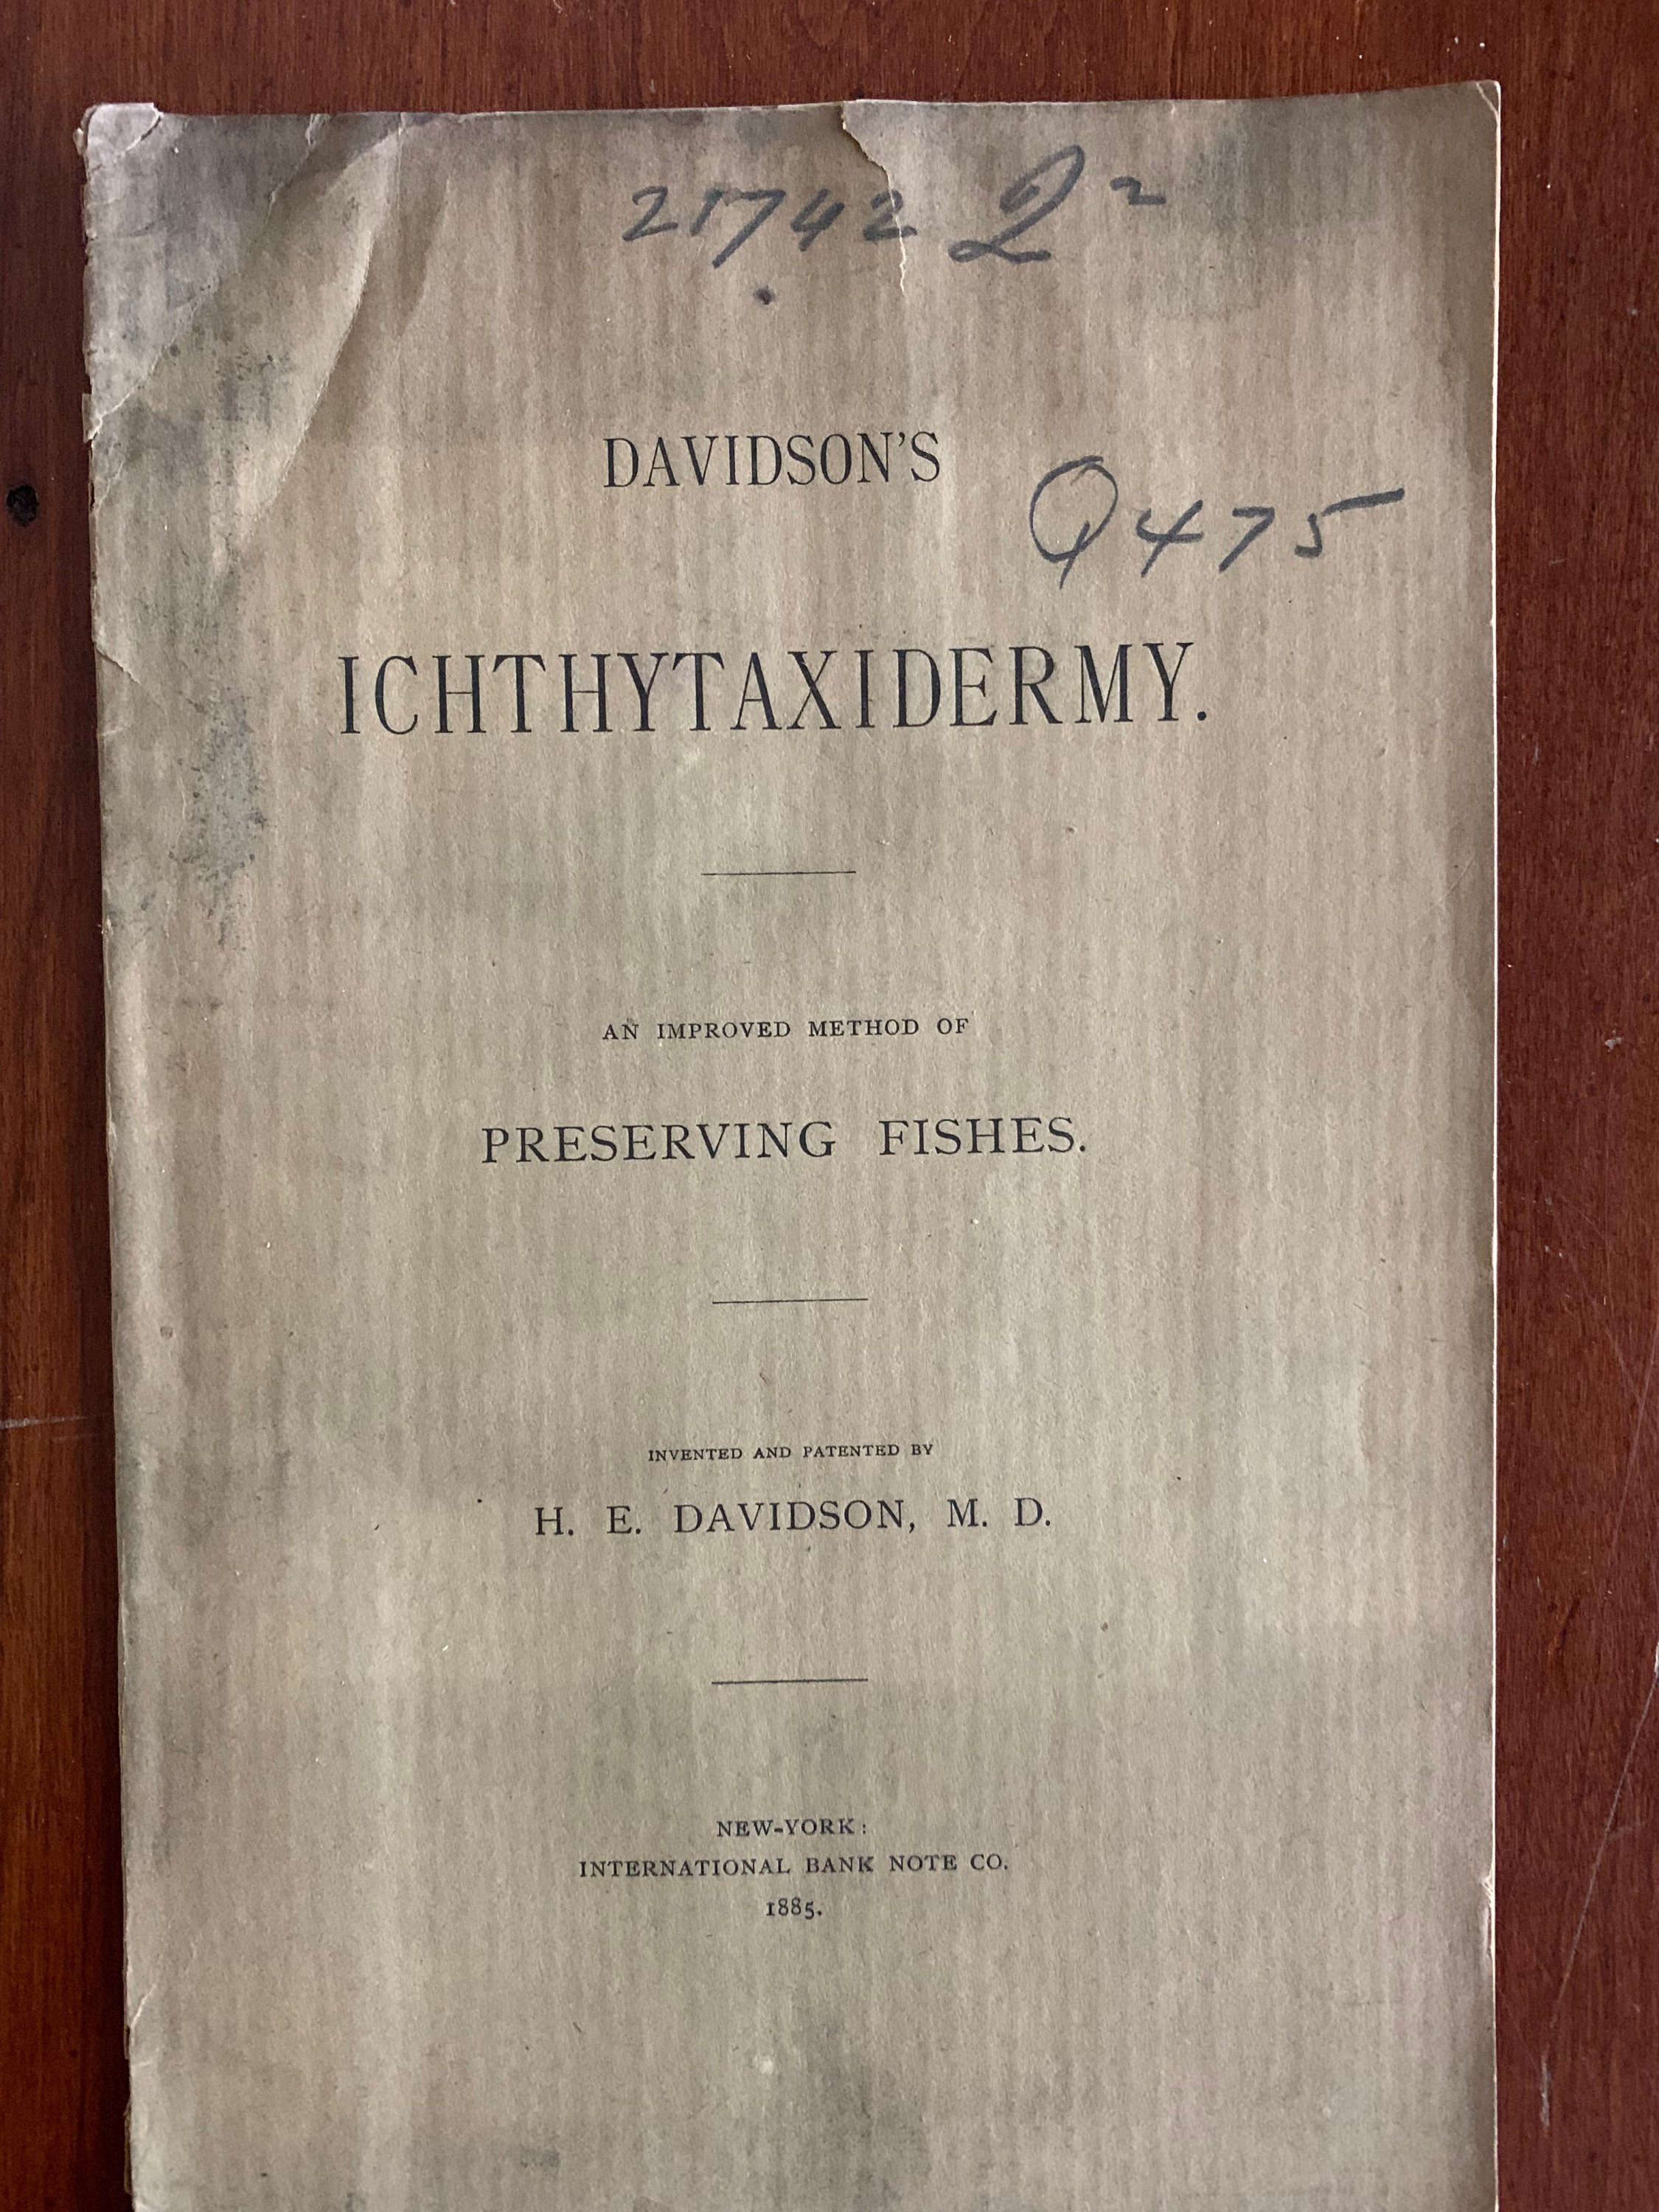 21742 Q 2
DAVIDSON'S
Q475
ICHTHYTAXIDERMY.
AN IMPROVED METHOD OF
PRESERVING FISHES.
INVENTED AND PATENTED BY
H. E. DAVIDSON, M. D.
NEW-YORK:
INTERNATIONAL BANK NOTE CO.
1885.